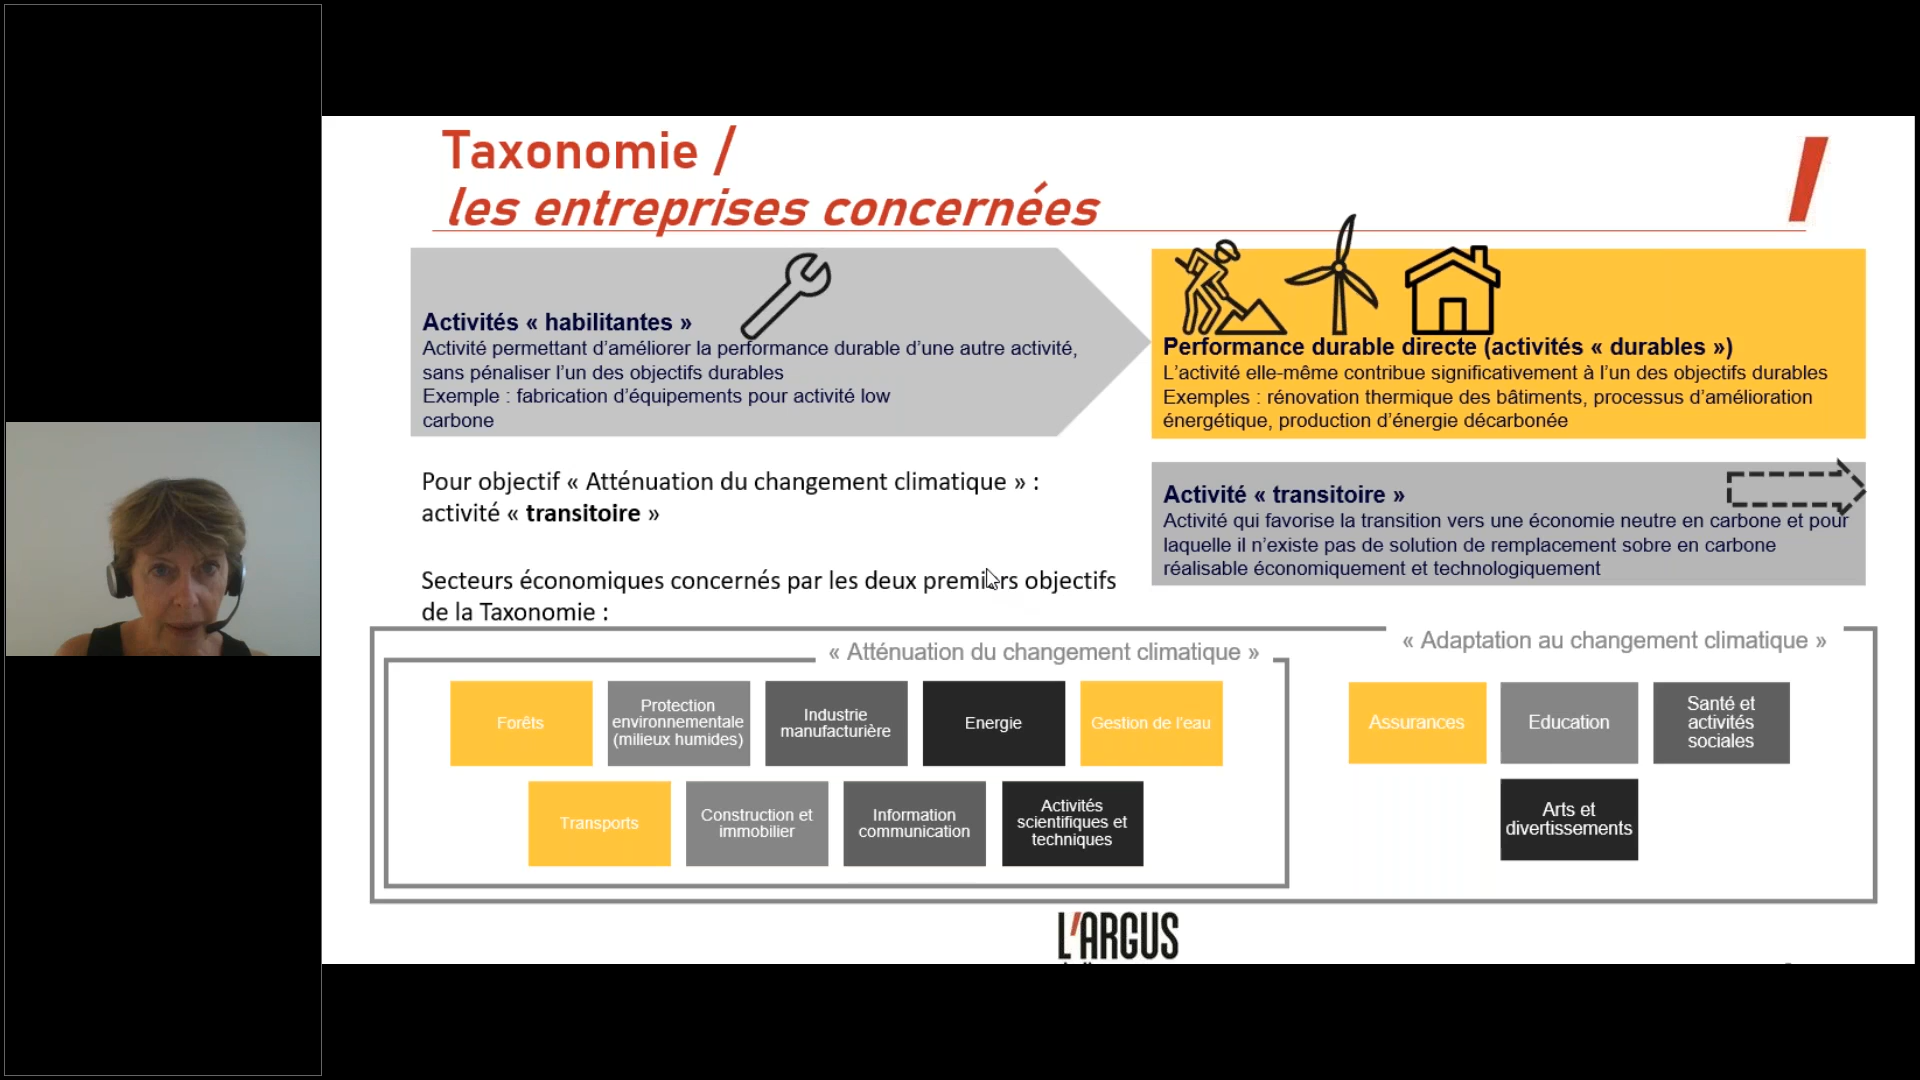 Taxonomie /
les entreprises concernées
Activités « habilitantes »
Activité permettant d’améliorer la performance durable d’une autre activité,
sans pénaliser l’un des objectifs durables
Exemple : fabrication d’équipements pour activité low
carbone
Performance durable directe (activités « durables »)
L’activité elle-même contribue significativement à l’un des objectifs durables
Exemples : rénovation thermique des bâtiments, processus d’amélioration
énergétique, production d’énergie décarbonée
Pour objectif « Atténuation du changement climatique » :
activité « transitoire »
Activité « transitoire »
Activité qui favorise la transition vers une économie neutre en carbone et pour
laquelle il n’existe pas de solution de remplacement sobre en carbone
réalisable économiquement et technologiquement
Secteurs économiques concernés par les deux premiers objectifs
de la Taxonomie :
« Atténuation du changement climatique »
Forêts
Protection
environnementale
(milieux humides)
Industrie
manufacturière
Energie
Gestion de l’eau
Transports
Construction et
immobilier
Information
communication
Activités
scientifiques et
techniques
« Adaptation au changement climatique »
Assurances
Education
Santé et
activités
sociales
Arts et
divertissements
L’ARGUS